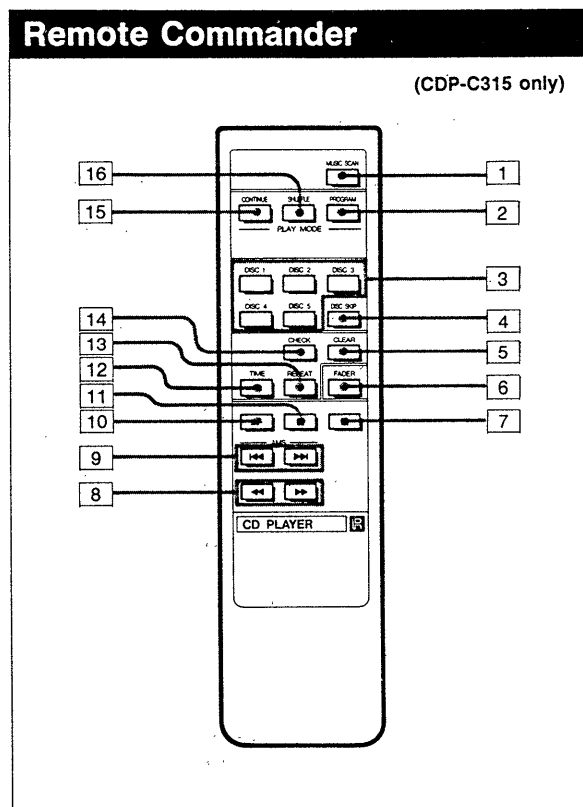 Remote Commander
(CDP-C315 only)
MUSIC SCAN
16
1
CONTINUE SHUFFLE PROGRAM
15
2
PLAY MODE
DISC 1 DISC 2 DISC 3
3
DISC 4 DISC 5 DISC SKIP
14
4
CHECK CLEAR
13
5
12
TIME REPEAT FADER
6
11
10
7
AMS
9
8
CD PLAYER R